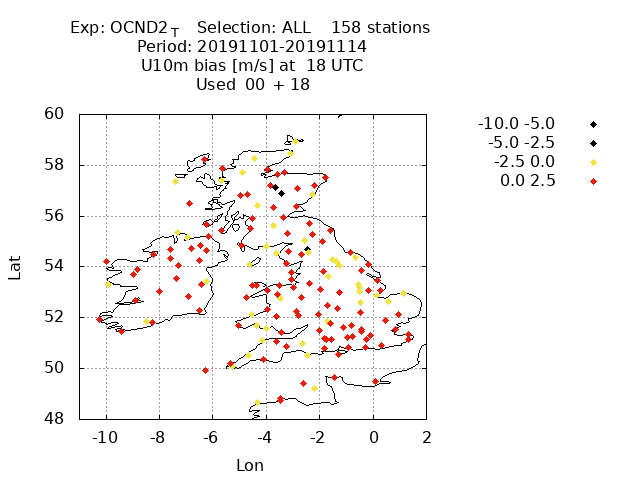 Exp: OCND2T Selection: ALL 158 stations
Period: 20191101-20191114
U10m bias [m/s] at 18 UTC
Used 00 + 18
-10.0 -5.0
-5.0 -2.5
-2.5 0.0
0.0 2.5
60
58
56
54
52
50
48
Lat
-10 -8 -6 -4 -2 0 2
Lon